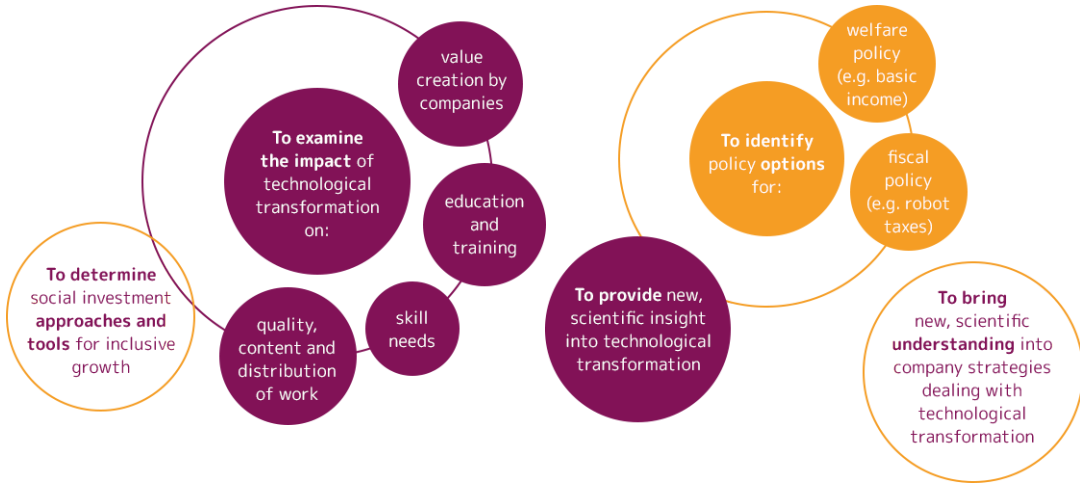 To examine
the impact of
technological
transformation
on:
value
creation by
companies
education
and
training
skill
needs
quality,
content and
distribution
of work
To determine
social investment
approaches and
tools for inclusive
growth
To identify
policy options
for:
welfare
policy
(e.g. basic
income)
fiscal
policy
(e.g. robot
taxes)
To provide new,
scientific insight
into technological
transformation
To bring
new, scientific
understanding into
company strategies
dealing with
technological
transformation